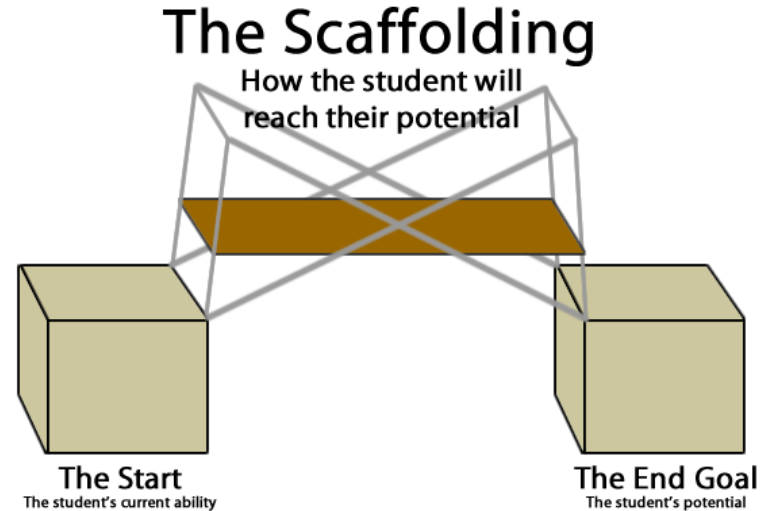 The Scaffolding
How the student will
reach their potential
The Start
The student's current ability
The End Goal
The student's potential